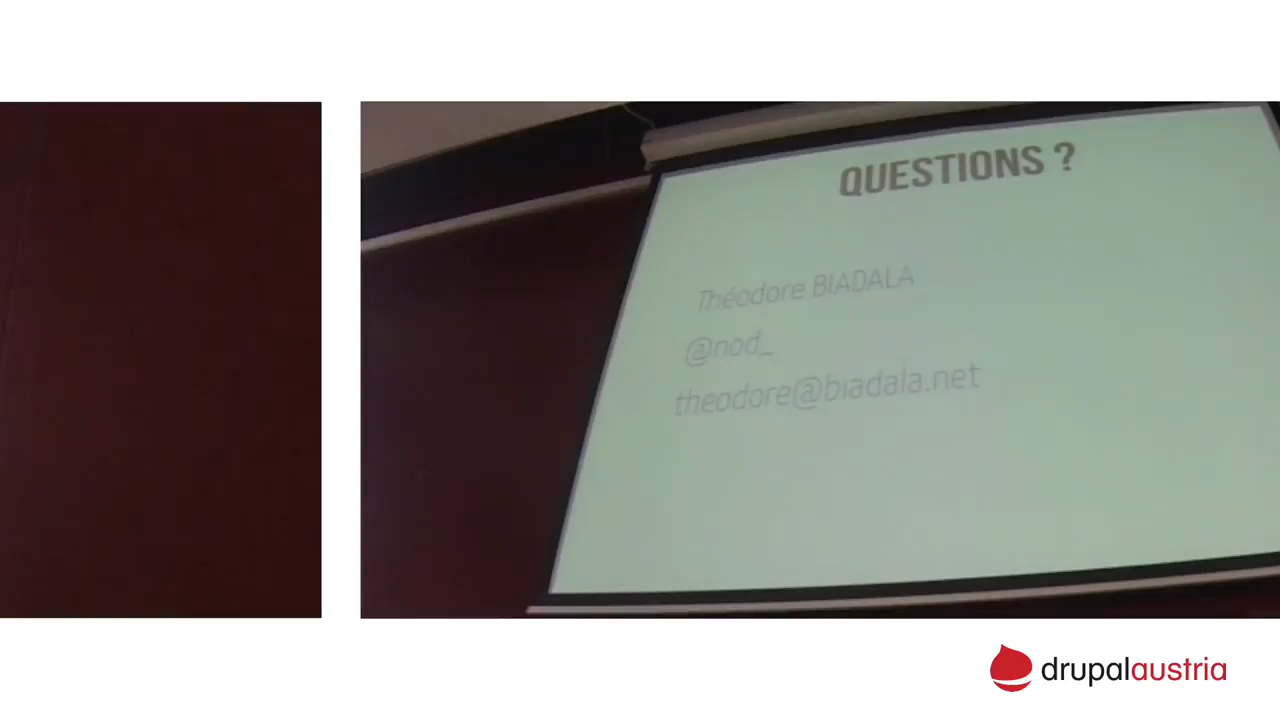 QUESTIONS ?
Théodore BIADALA
@nod_
theodore@biadala.net
drupalaustria